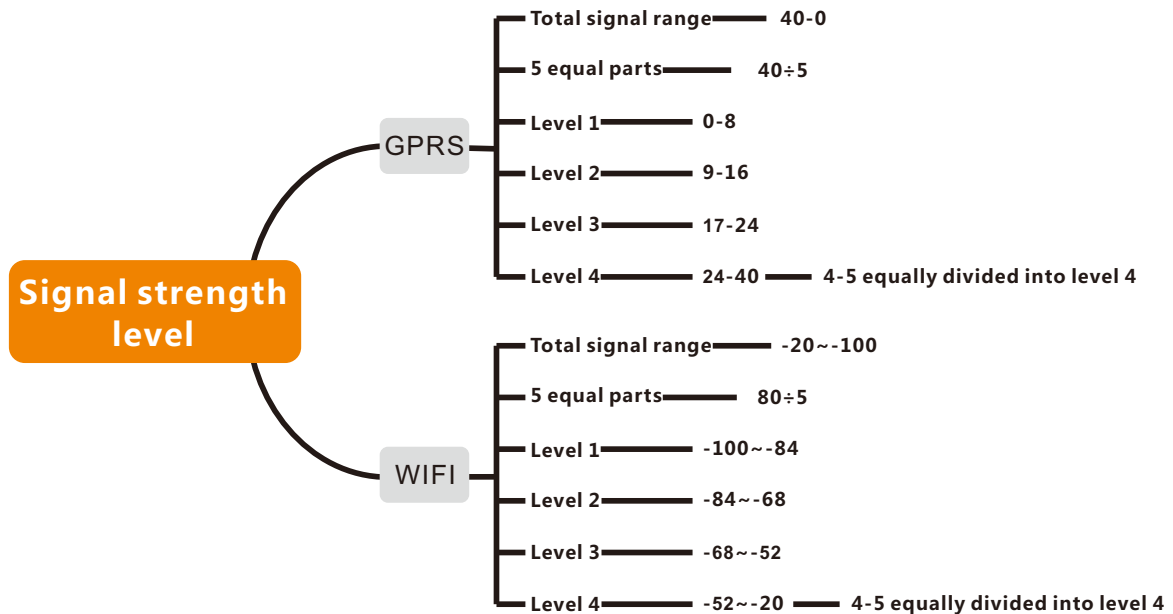 Signal strength
level
GPRS
Total signal range 40-0
5 equal parts 40÷5
Level 1 0-8
Level 2 9-16
Level 3 17-24
Level 4 24-40 4-5 equally divided into level 4
WIFI
Total signal range -20~-100
5 equal parts 80÷5
Level 1 -100~-84
Level 2 -84~-68
Level 3 -68~-52
Level 4 -52~-20 4-5 equally divided into level 4